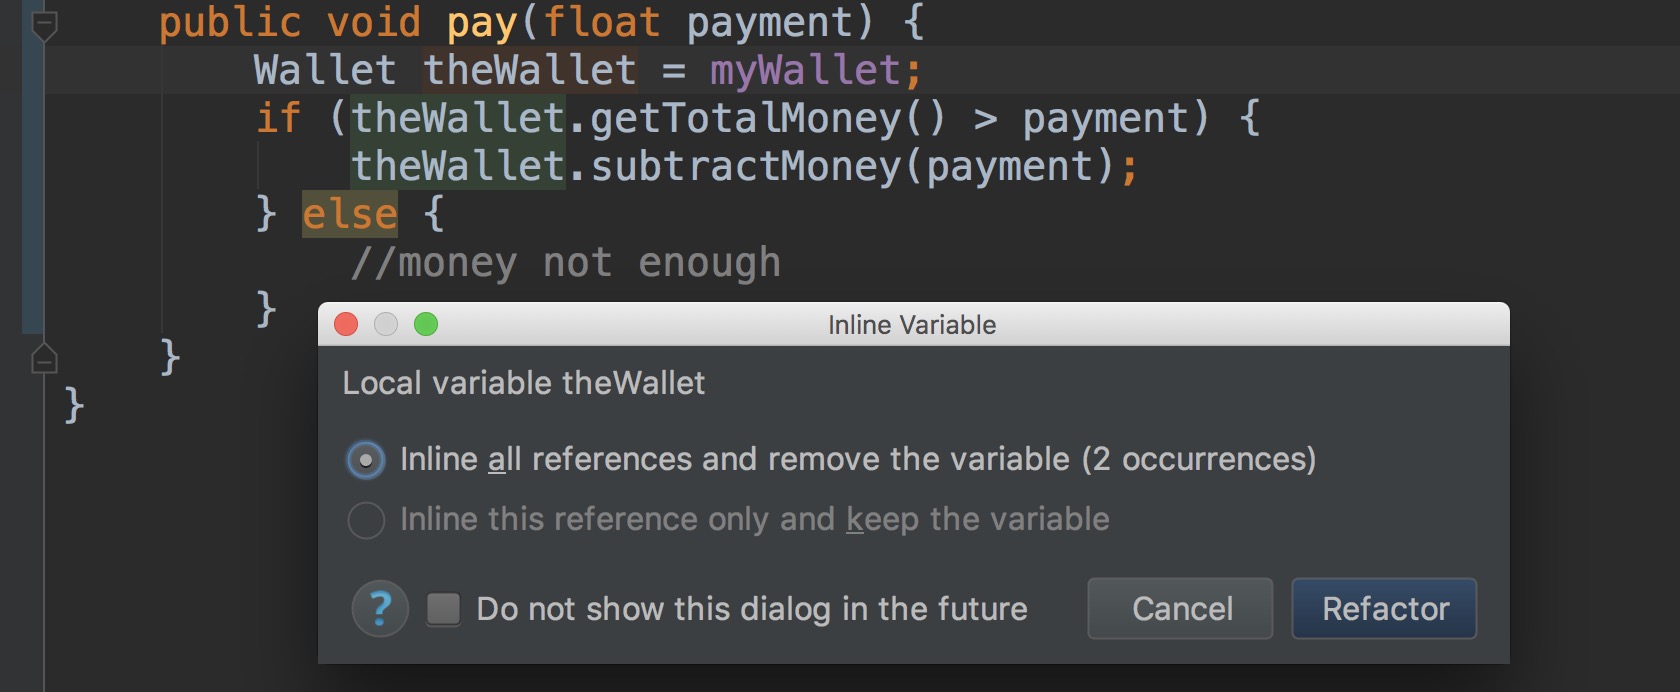 public void pay(float payment) {
Wallet theWallet = myWallet;
if (theWallet.getTotalMoney() > payment) {
theWallet.subtractMoney(payment);
} else {
//money not enough
}
}
}
Inline Variable
Local variable theWallet
Inline all references and remove the variable (2 occurrences)
Inline this reference only and keep the variable
? Do not show this dialog in the future Cancel Refactor